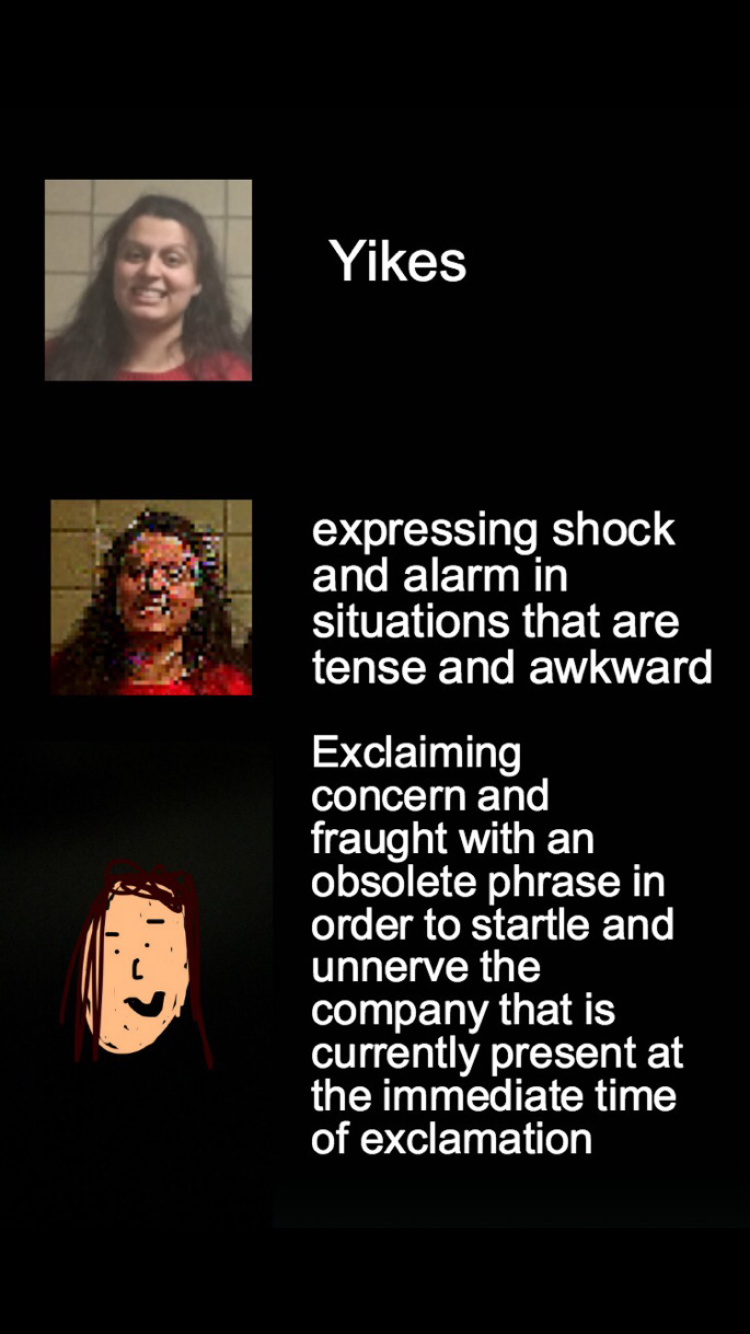 Yikes
expressing shock
and alarm in
situations that are
tense and awkward
Exclaiming
concern and
fraught with an
obsolete phrase in
order to startle and
unnerve the
company that is
currently present at
the immediate time
of exclamation